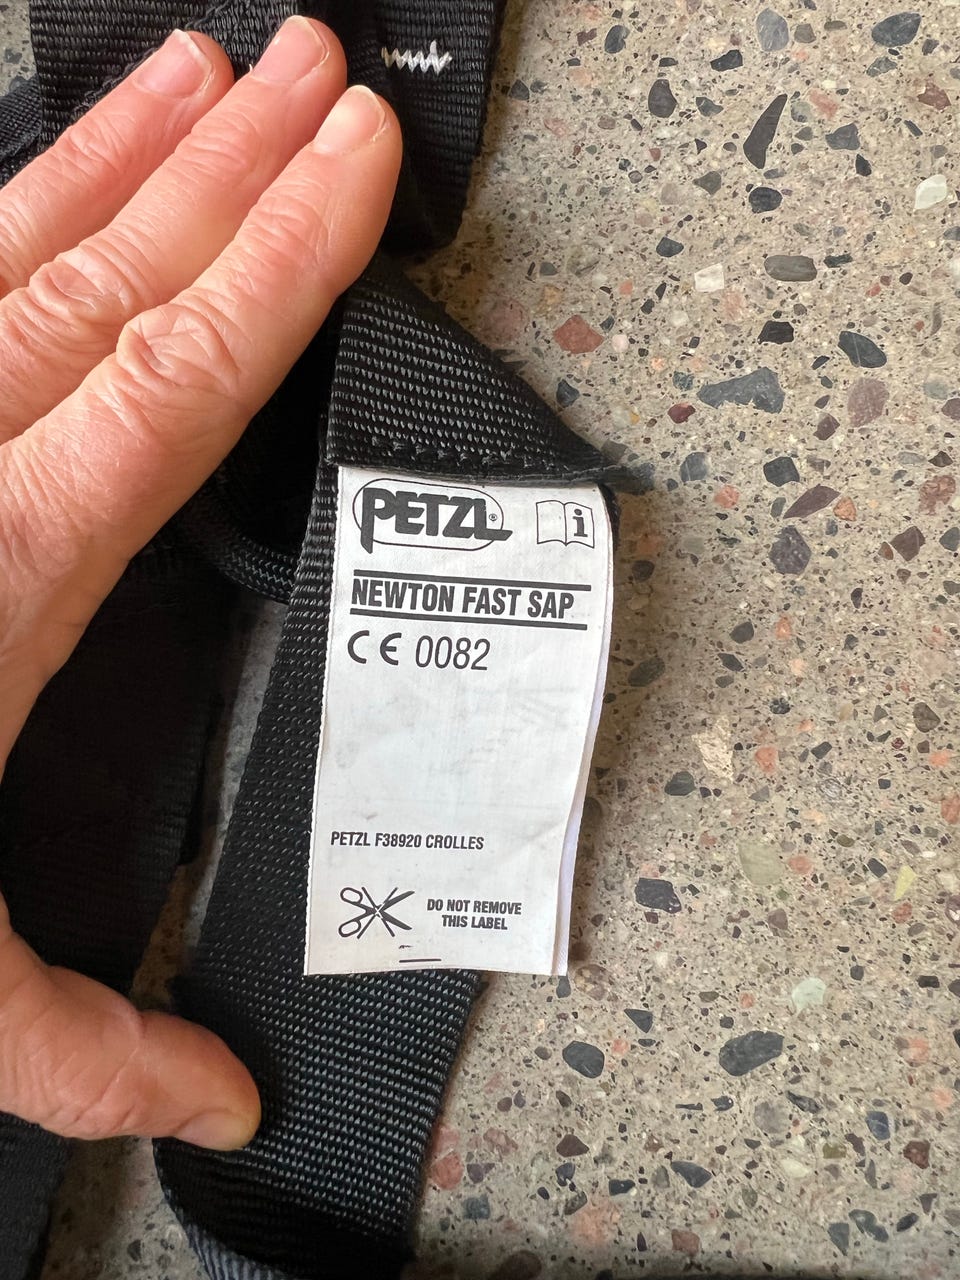 PETZL®
i
NEWTON FAST SAP
CE 0082
PETZL F38920 CROLLES
DO NOT REMOVE
THIS LABEL